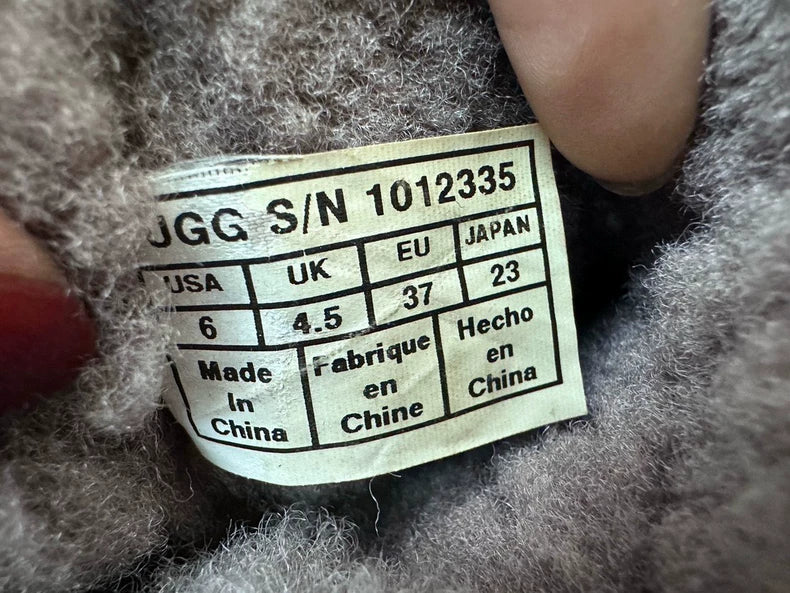 UGG S/N 1012335
USA UK EU JAPAN
6 4.5 37 23
Made
In
China
Fabrique
en
Chine
Hecho
en
China